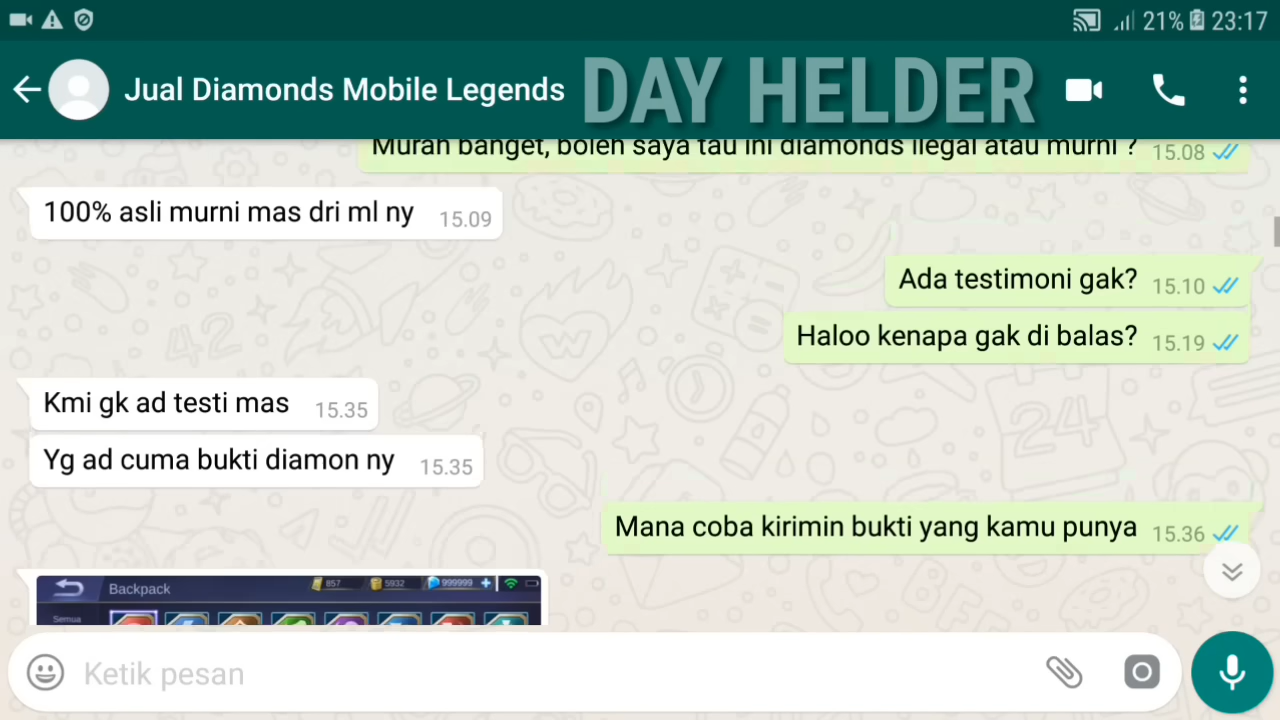 21% 23:17
Jual Diamonds Mobile Legends
DAY HELDER
Murah banget, boleh saya tau ini diamonds ilegal atau murni ? 15.08
100% asli murni mas dri ml ny 15.09
Ada testimoni gak? 15.10
Haloo kenapa gak di balas? 15.19
Kmi gk ad testi mas 15.35
Yg ad cuma bukti diamon ny 15.35
Mana coba kirimin bukti yang kamu punya 15.36
Backpack 857 5932 999999
Semua
Ketik pesan